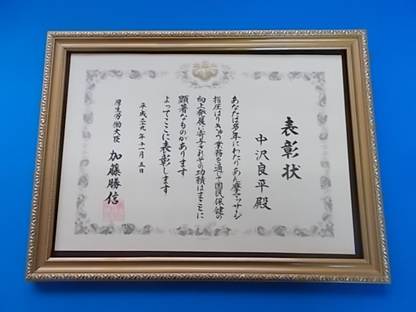 表彰状
中沢良平殿
あなたは多年にわたりあん摩マッサージ
指圧はりきゅう業務を通じて国民保健の
向上発展に寄与されその功績はまことに
顕著なものがあります
よってここに表彰します
平成二十九年十一月三日
厚生労働大臣
加藤勝信